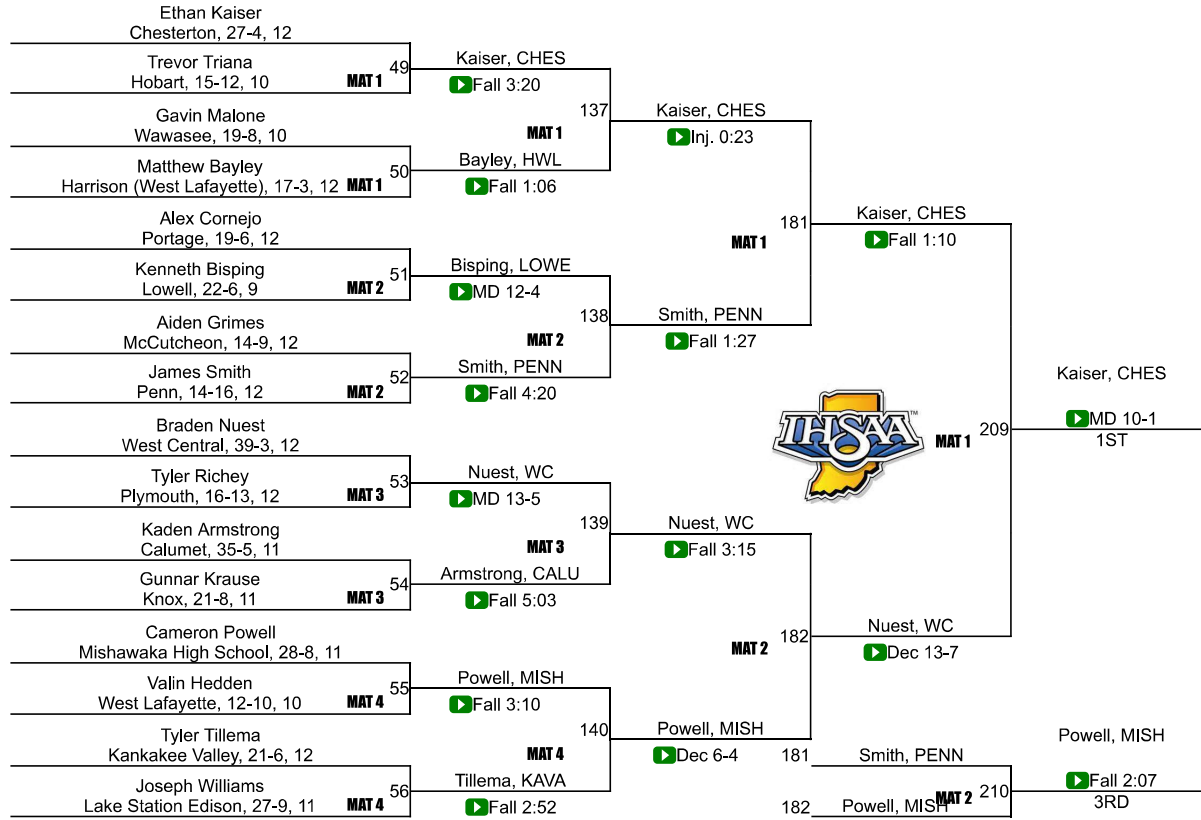 Ethan Kaiser
Chesterton, 27-4, 12
Trevor Triana
Hobart, 15-12, 10
MAT 1
49
Gavin Malone
Wawasee, 19-8, 10
Matthew Bayley
Harrison (West Lafayette), 17-3, 12
MAT 1
50
Alex Cornejo
Portage, 19-6, 12
Kenneth Bisping
Lowell, 22-6, 9
MAT 2
51
Aiden Grimes
McCutcheon, 14-9, 12
James Smith
Penn, 14-16, 12
MAT 2
52
Braden Nuest
West Central, 39-3, 12
Tyler Richey
Plymouth, 16-13, 12
MAT 3
53
Kaden Armstrong
Calumet, 35-5, 11
Gunnar Krause
Knox, 21-8, 11
MAT 3
54
Cameron Powell
Mishawaka High School, 28-8, 11
Valin Hedden
West Lafayette, 12-10, 10
MAT 4
55
Tyler Tillema
Kankakee Valley, 21-6, 12
Joseph Williams
Lake Station Edison, 27-9, 11
MAT 4
56
Kaiser, CHES
Fall 3:20
137
MAT 1
Bayley, HWL
Fall 1:06
Bisping, LOWE
MD 12-4
138
MAT 2
Smith, PENN
Fall 4:20
Nuest, WC
MD 13-5
139
MAT 3
Armstrong, CALU
Fall 5:03
Powell, MISH
Fall 3:10
140
MAT 4
Tillema, KAVA
Fall 2:52
Kaiser, CHES
Inj. 0:23
181
MAT 1
Smith, PENN
Fall 1:27
Nuest, WC
Fall 3:15
182
MAT 2
Powell, MISH
Dec 6-4
Kaiser, CHES
Fall 1:10
IHSAA
TM
MAT 1
209
Nuest, WC
Dec 13-7
Kaiser, CHES
MD 10-1
1ST
181
Smith, PENN
182
Powell, MISH
MAT 2
210
Powell, MISH
Fall 2:07
3RD